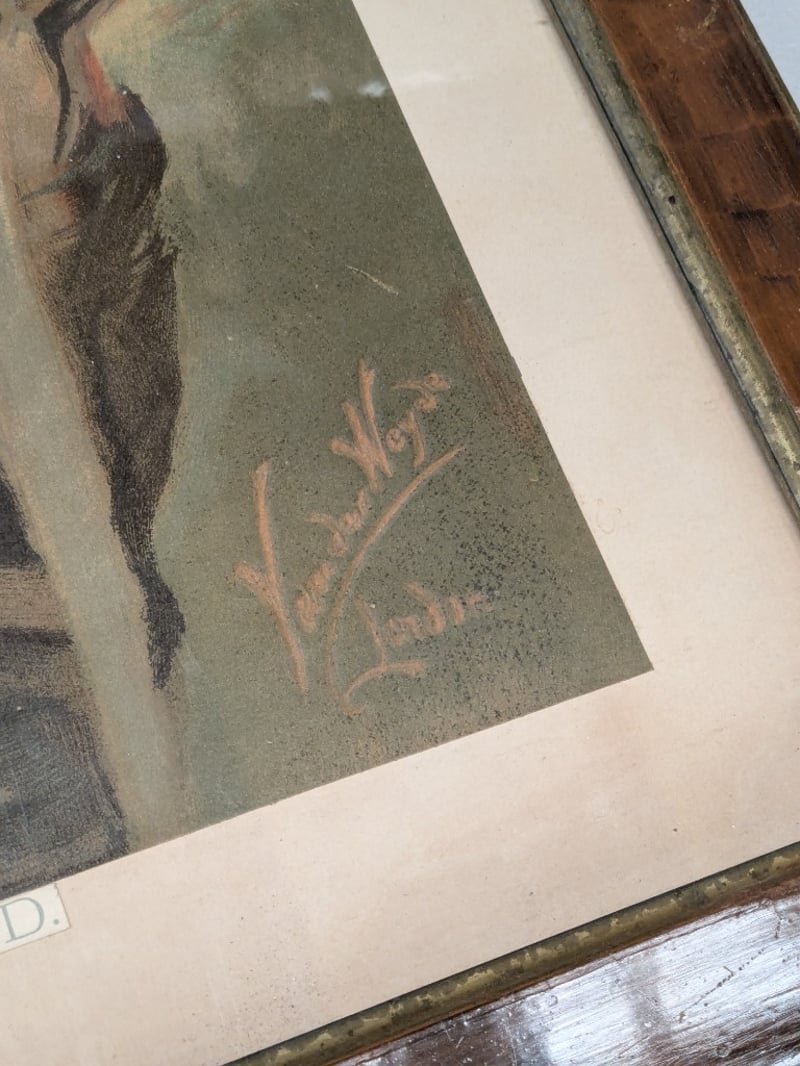 Van der Weyde
London
D.